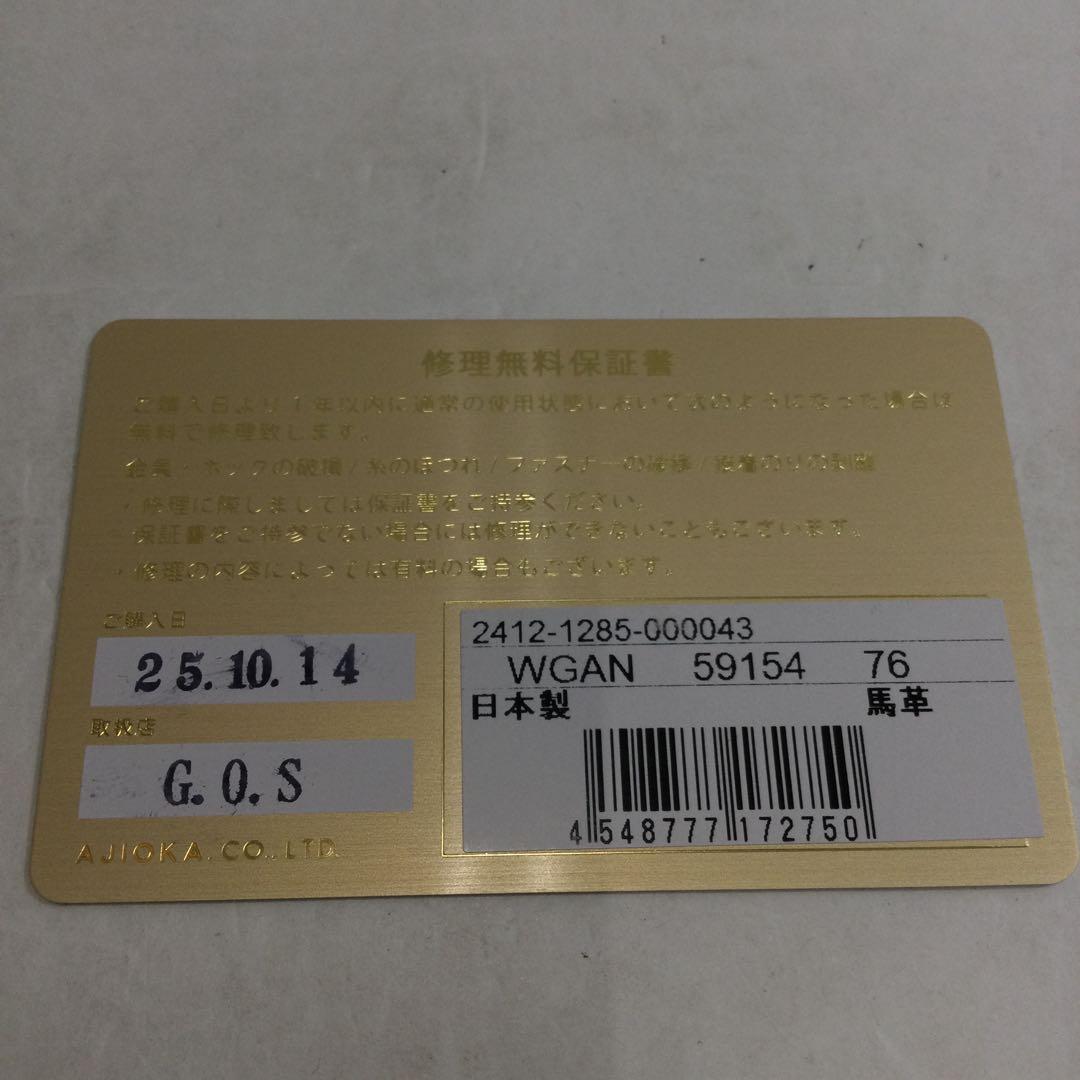 修理無料保証書
ご購入日より1年以内に通常の使用状態において次のようになった場合は
無料で修理致します。
金具・ホックの破損/糸のほつれ/ファスナーの破損/接着のりの剥離
・修理に際しましては保証書をご持参ください。
・保証書をご持参でない場合には修理ができないこともございます。
・修理の内容によっては有料の場合もございます。
ご購入日
25.10.14
取扱店
G.O.S
AJIOKA. CO., LTD.
2412-1285-000043
WGAN 59154 76
日本製 馬革
4 548777 172750